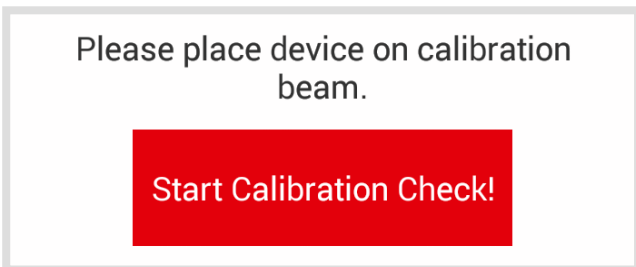 Please place device on calibration
beam.
Start Calibration Check!